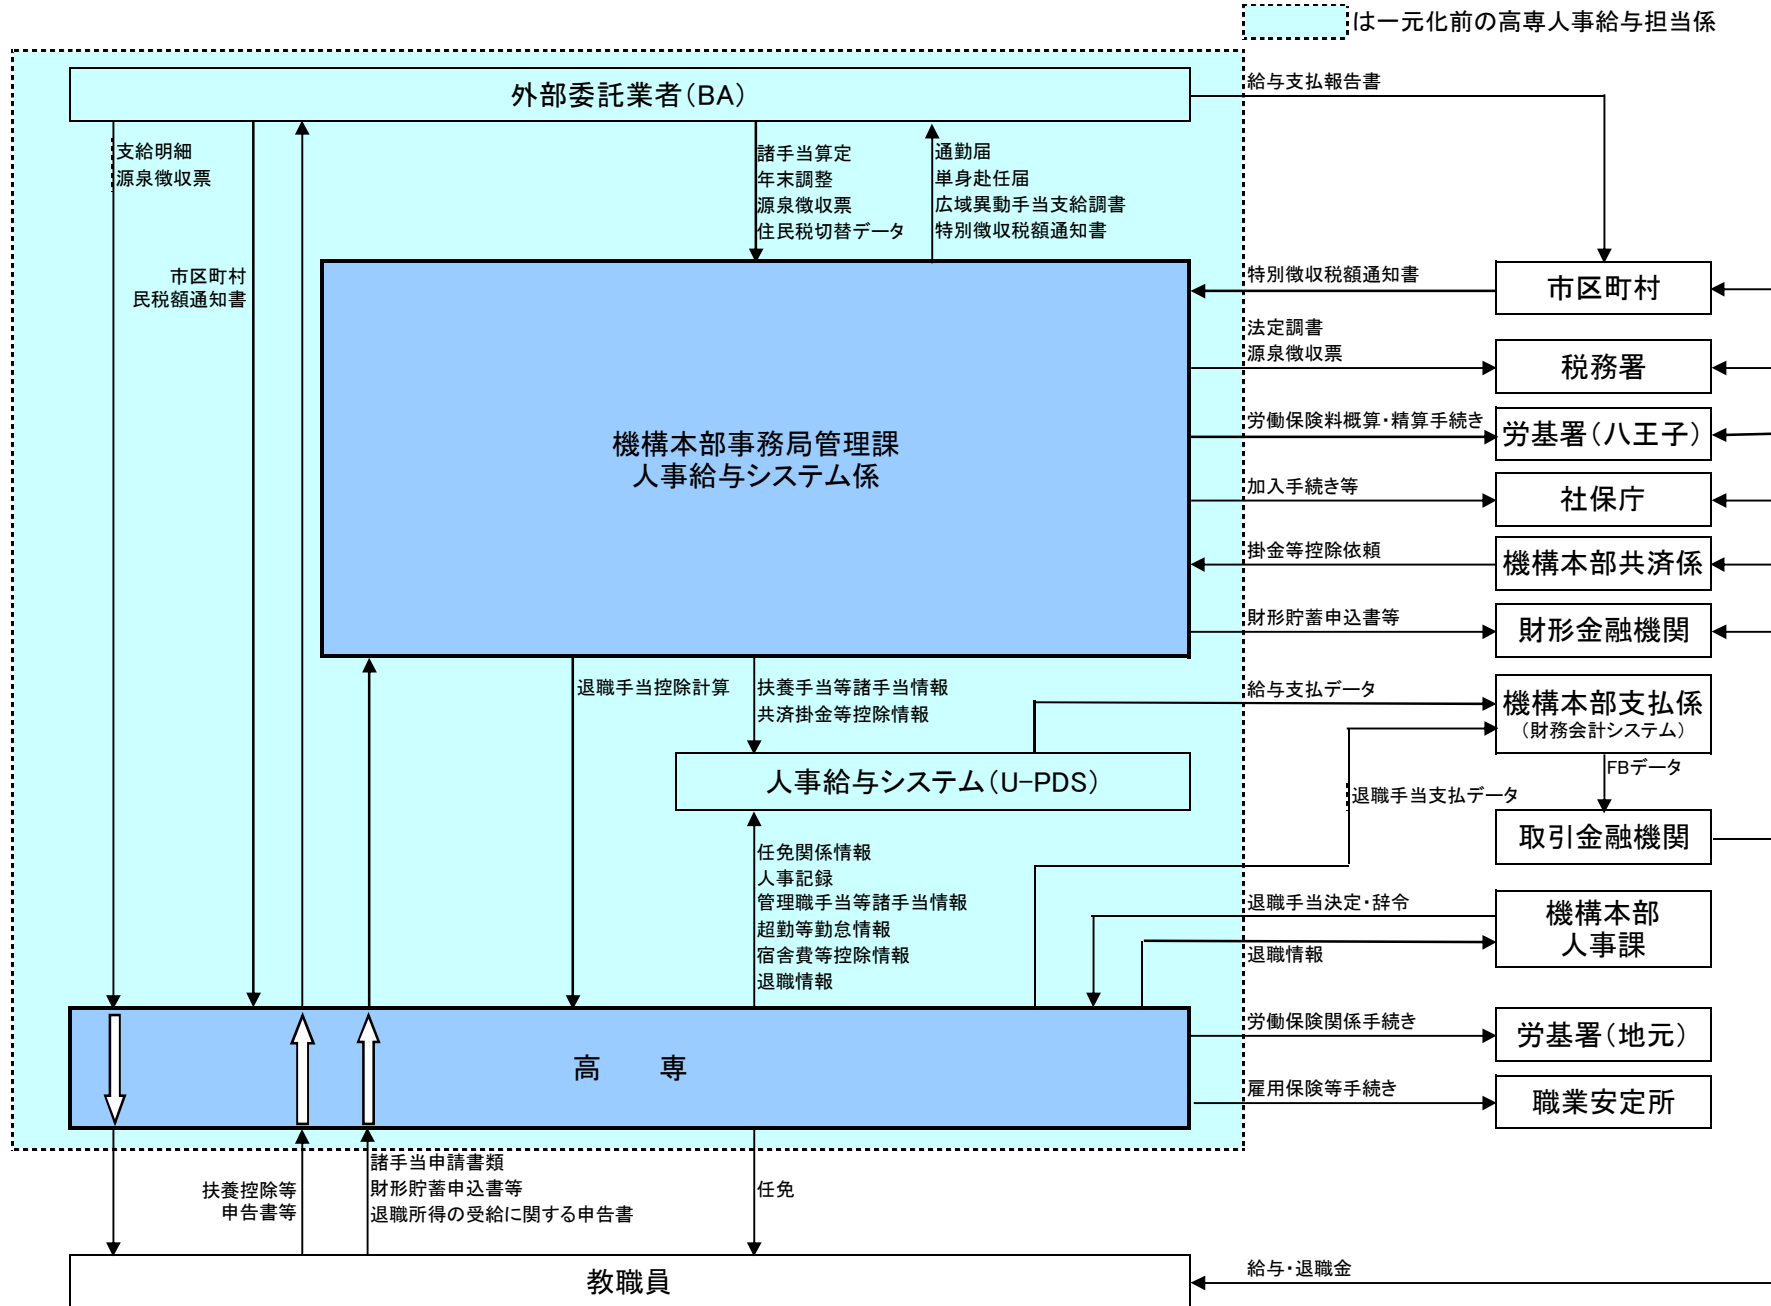 は一元化前の高専人事給与担当係
外部委託業者(BA)
給与支払報告書
支給明細
源泉徴収票
諸手当算定
年末調整
源泉徴収票
住民税切替データ
通勤届
単身赴任届
広域異動手当支給調書
特別徴収税額通知書
市区町村
民税額通知書
特別徴収税額通知書
市区町村
法定調書
源泉徴収票
税務署
機構本部事務局管理課
人事給与システム係
労働保険料概算・精算手続き
労基署(八王子)
加入手続き等
社保庁
掛金等控除依頼
機構本部共済係
財形貯蓄申込書等
財形金融機関
退職手当控除計算
扶養手当等諸手当情報
共済掛金等控除情報
給与支払データ
機構本部支払係
(財務会計システム)
人事給与システム(U-PDS)
FBデータ
退職手当支払データ
取引金融機関
任免関係情報
人事記録
管理職手当等諸手当情報
超勤等勤怠情報
宿舎費等控除情報
退職情報
退職手当決定・辞令
機構本部
人事課
退職情報
高　専
労働保険関係手続き
労基署(地元)
雇用保険等手続き
職業安定所
扶養控除等
申告書等
諸手当申請書類
財形貯蓄申込書等
退職所得の受給に関する申告書
任免
教職員
給与・退職金